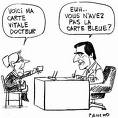 VOICI MA
CARTE
VITALE
DOCTEUR
EUH...
VOUS N'AVEZ
PAS LA
CARTE BLEUE?